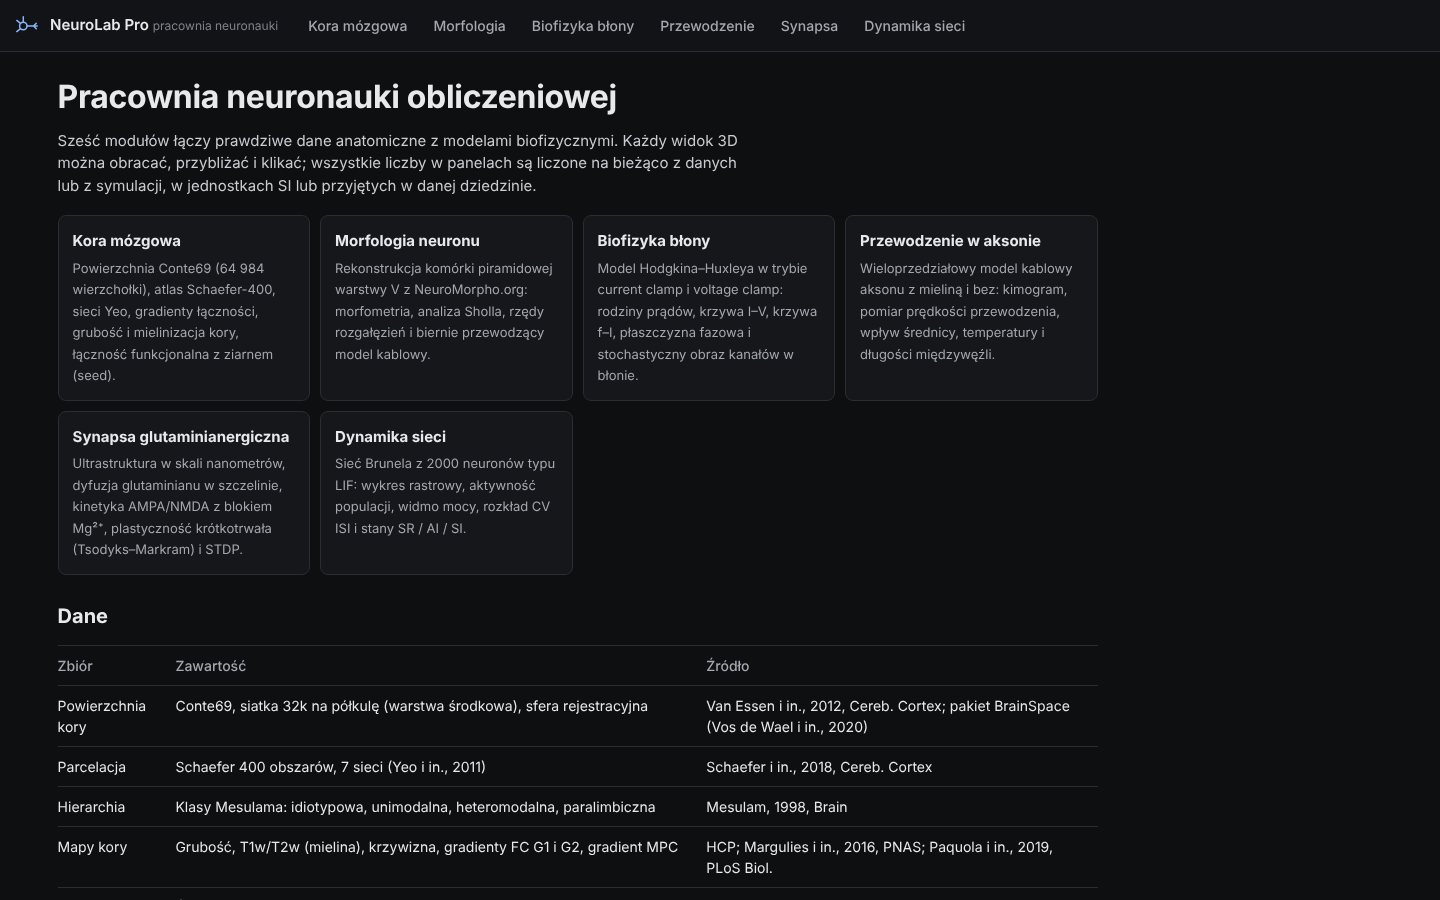 NeuroLab Pro pracownia neuronauki Kora mózgowa Morfologia Biofizyka błony Przewodzenie Synapsa Dynamika sieci
Pracownia neuronauki obliczeniowej
Sześć modułów łączy prawdziwe dane anatomiczne z modelami biofizycznymi. Każdy widok 3D
można obracać, przybliżać i klikać; wszystkie liczby w panelach są liczone na bieżąco z danych
lub z symulacji, w jednostkach SI lub przyjętych w danej dziedzinie.
Kora mózgowa
Powierzchnia Conte69 (64 984
wierzchołki), atlas Schaefer-400,
sieci Yeo, gradienty łączności,
grubość i mielinizacja kory,
łączność funkcjonalna z ziarnem
(seed).
Morfologia neuronu
Rekonstrukcja komórki piramidowej
warstwy V z NeuroMorpho.org:
morfometria, analiza Sholla, rzędy
rozgałęzień i biernie przewodzący
model kablowy.
Biofizyka błony
Model Hodgkina–Huxleya w trybie
current clamp i voltage clamp:
rodziny prądów, krzywa I–V, krzywa
f–I, płaszczyzna fazowa i
stochastyczny obraz kanałów w
błonie.
Przewodzenie w aksonie
Wieloprzedziałowy model kablowy
aksonu z mieliną i bez: kimogram,
pomiar prędkości przewodzenia,
wpływ średnicy, temperatury i
długości międzywęźli.
Synapsa glutaminianergiczna
Ultrastruktura w skali nanometrów,
dyfuzja glutaminianu w szczelinie,
kinetyka AMPA/NMDA z blokiem
Mg²⁺, plastyczność krótkotrwała
(Tsodyks–Markram) i STDP.
Dynamika sieci
Sieć Brunela z 2000 neuronów typu
LIF: wykres rastrowy, aktywność
populacji, widmo mocy, rozkład CV
ISI i stany SR / AI / SI.
Dane
Zbiór Zawartość Źródło
Powierzchnia
kory
Conte69, siatka 32k na półkulę (warstwa środkowa), sfera rejestracyjna
Van Essen i in., 2012, Cereb. Cortex; pakiet BrainSpace
(Vos de Wael i in., 2020)
Parcelacja Schaefer 400 obszarów, 7 sieci (Yeo i in., 2011) Schaefer i in., 2018, Cereb. Cortex
Hierarchia Klasy Mesulama: idiotypowa, unimodalna, heteromodalna, paralimbiczna Mesulam, 1998, Brain
Mapy kory Grubość, T1w/T2w (mielina), krzywizna, gradienty FC G1 i G2, gradient MPC
HCP; Margulies i in., 2016, PNAS; Paquola i in., 2019,
PLoS Biol.